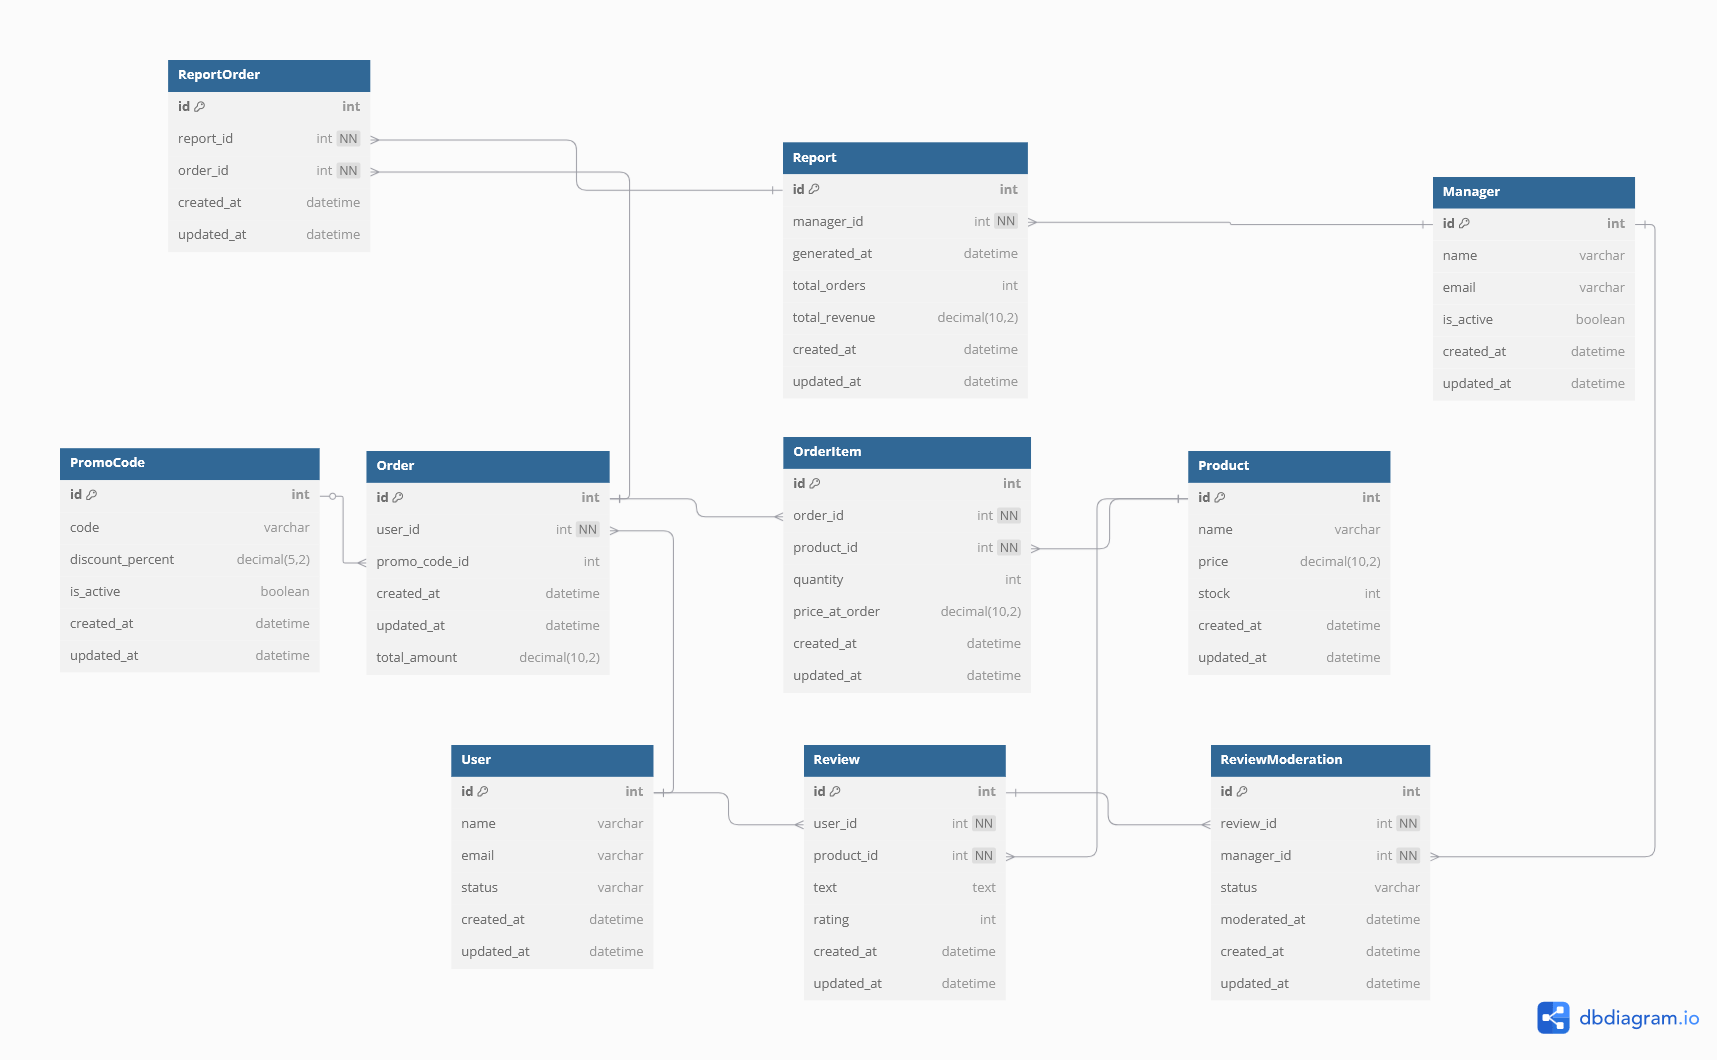 ReportOrder
id int
report_id int NN
order_id int NN
created_at datetime
updated_at datetime
Report
id int
manager_id int NN
generated_at datetime
total_orders int
total_revenue decimal(10,2)
created_at datetime
updated_at datetime
Manager
id int
name varchar
email varchar
is_active boolean
created_at datetime
updated_at datetime
PromoCode
id int
code varchar
discount_percent decimal(5,2)
is_active boolean
created_at datetime
updated_at datetime
Order
id int
user_id int NN
promo_code_id int
created_at datetime
updated_at datetime
total_amount decimal(10,2)
OrderItem
id int
order_id int NN
product_id int NN
quantity int
price_at_order decimal(10,2)
created_at datetime
updated_at datetime
Product
id int
name varchar
price decimal(10,2)
stock int
created_at datetime
updated_at datetime
User
id int
name varchar
email varchar
status varchar
created_at datetime
updated_at datetime
Review
id int
user_id int NN
product_id int NN
text text
rating int
created_at datetime
updated_at datetime
ReviewModeration
id int
review_id int NN
manager_id int NN
status varchar
moderated_at datetime
created_at datetime
updated_at datetime
dbdiagram.io